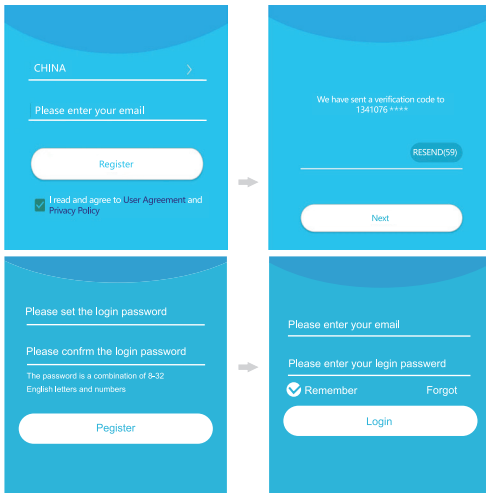 CHINA
Please enter your email
Register
I read and agree to User Agreement and
Privacy Policy
We have sent a verification code to
1341076 ****
RESEND(59)
Next
Please set the login password
Please confrm the login password
The password is a combination of 8-32
English letters and numbers
Pegister
Please enter your email
Please enter your legin passwerd
Remember
Forgot
Login